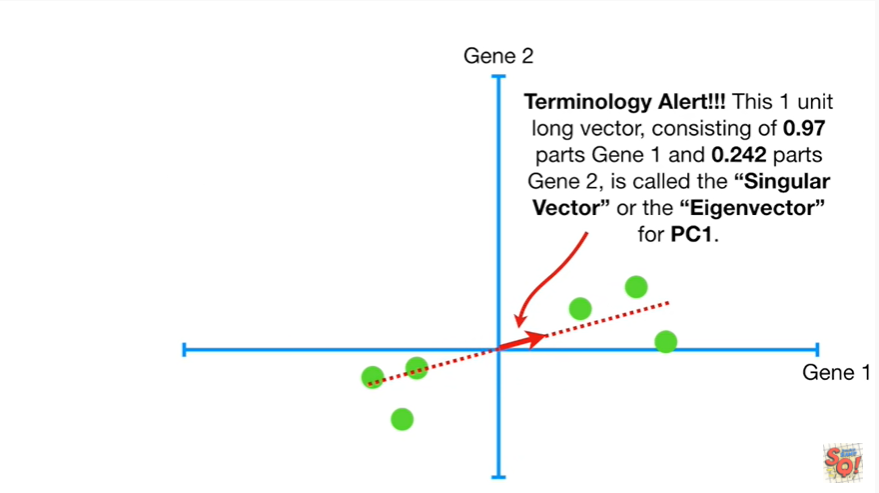 Gene 2
Terminology Alert!!! This 1 unit
long vector, consisting of 0.97
parts Gene 1 and 0.242 parts
Gene 2, is called the “Singular
Vector” or the “Eigenvector”
for PC1.
Gene 1
SQ!